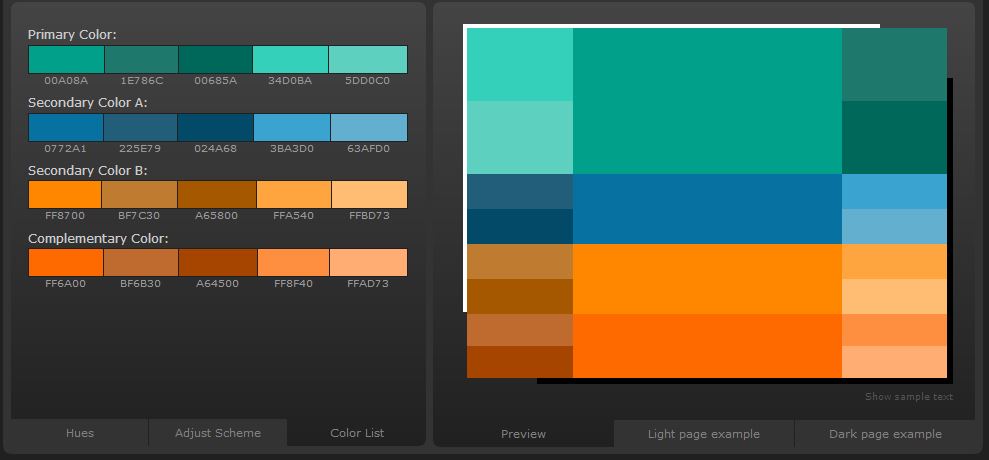 Primary Color:
00A08A 1E786C 00685A 34D0BA 5DD0C0
Secondary Color A:
0772A1 225E79 024A68 3BA3D0 63AFD0
Secondary Color B:
FF8700 BF7C30 A65800 FFA540 FFBD73
Complementary Color:
FF6A00 BF6B30 A64500 FF8F40 FFAD73
Hues Adjust Scheme Color List
Show sample text
Preview Light page example Dark page example